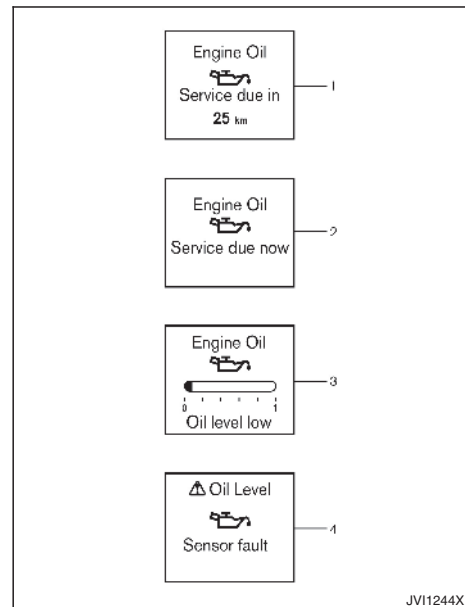 Engine Oil
Service due in
25 km
1
Engine Oil
Service due now
2
Engine Oil
0 1
Oil level low
3
Oil Level
Sensor fault
4
JVI1244X